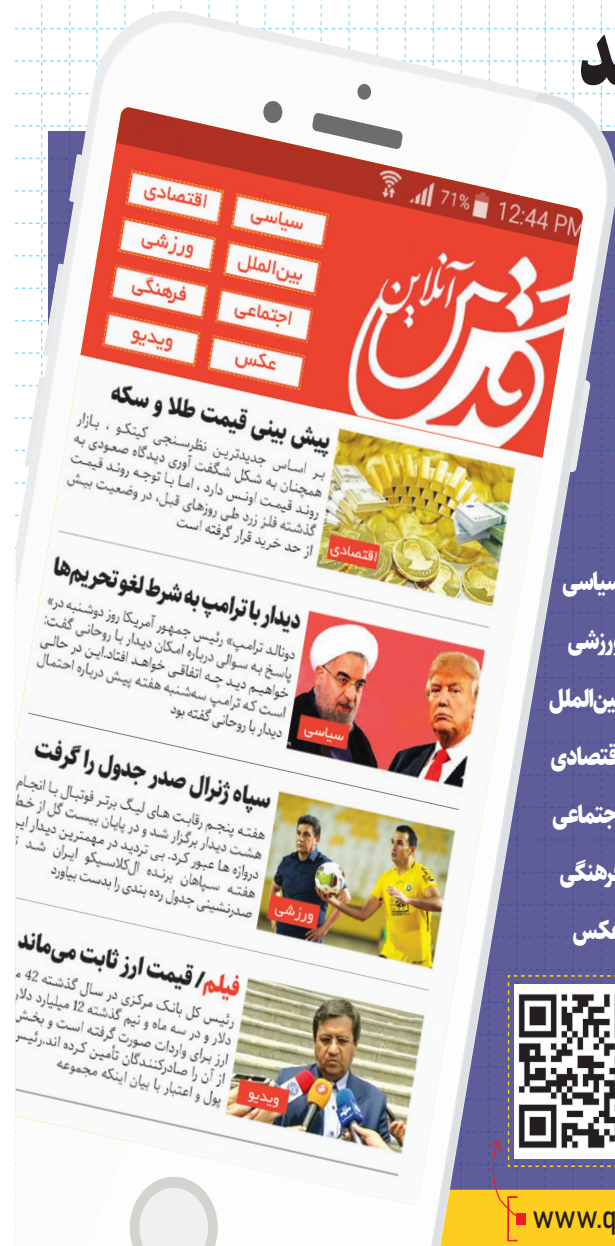 71% 12:44 PM
سیاسی
اقتصادی
بین‌الملل
ورزشی
اجتماعی
فرهنگی
عکس
ویدیو
قدس آنلاین
پیش بینی قیمت طلا و سکه
بر اساس جدیدترین نظرسنجی کیتکو ، بازار
همچنان به شکل شگفت آوری دیدگاه صعودی به
روند قیمت اونس دارد ، اما با توجه روند قیمت
گذشته فلز زرد طی روزهای قبل، در وضعیت بیش
از حد خرید قرار گرفته است
اقتصادی
دیدار با ترامپ به شرط لغو تحریم‌ها
دونالد ترامپ» رئیس جمهور آمریکا روز دوشنبه در»
پاسخ به سوالی درباره امکان دیدار با روحانی گفت:
خواهیم دید چه اتفاقی خواهد افتاد.این در حالی
است که ترامپ سه‌شنبه هفته پیش درباره احتمال
دیدار با روحانی گفته بود
سیاسی
سپاه ژنرال صدر جدول را گرفت
هفته پنجم رقابت های لیگ برتر فوتبال با انجام
هشت دیدار برگزار شد و در پایان بیست گل از خط
دروازه ها عبور کرد. بی تردید در مهمترین دیدار این
هفته سپاهان برنده ال‌کلاسیکو ایران شد
صدرنشینی جدول رده بندی را بدست بیاورد
ورزشی
فیلم/ قیمت ارز ثابت می‌ماند
رئیس کل بانک مرکزی در سال گذشته 42
دلار و در سه ماه و نیم گذشته 12 میلیارد دلار
ارز برای واردات صورت گرفته است و بخش
از آن را صادرکنندگان تأمین کرده اند.رئیس
پول و اعتبار با بیان اینکه مجموعه
ویدیو
سیاسی
ورزشی
بین‌الملل
اقتصادی
اجتماعی
فرهنگی
عکس
www.q